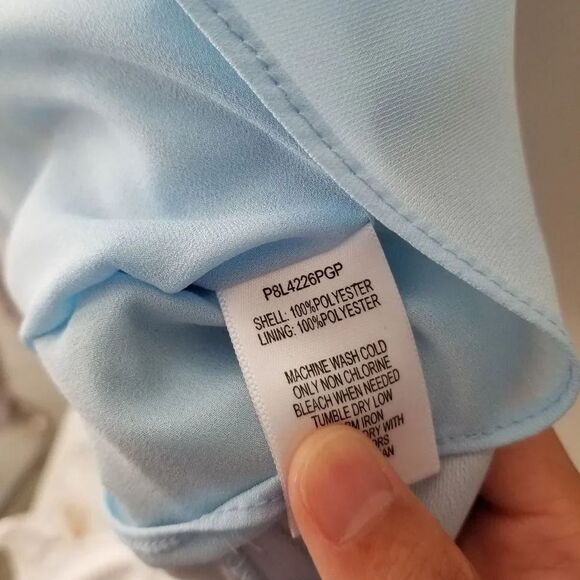 P8L4226PGP
SHELL: 100%POLYESTER
LINING: 100%POLYESTER
MACHINE WASH COLD
ONLY NON CHLORINE
BLEACH WHEN NEEDED
TUMBLE DRY LOW
IRON
WITH